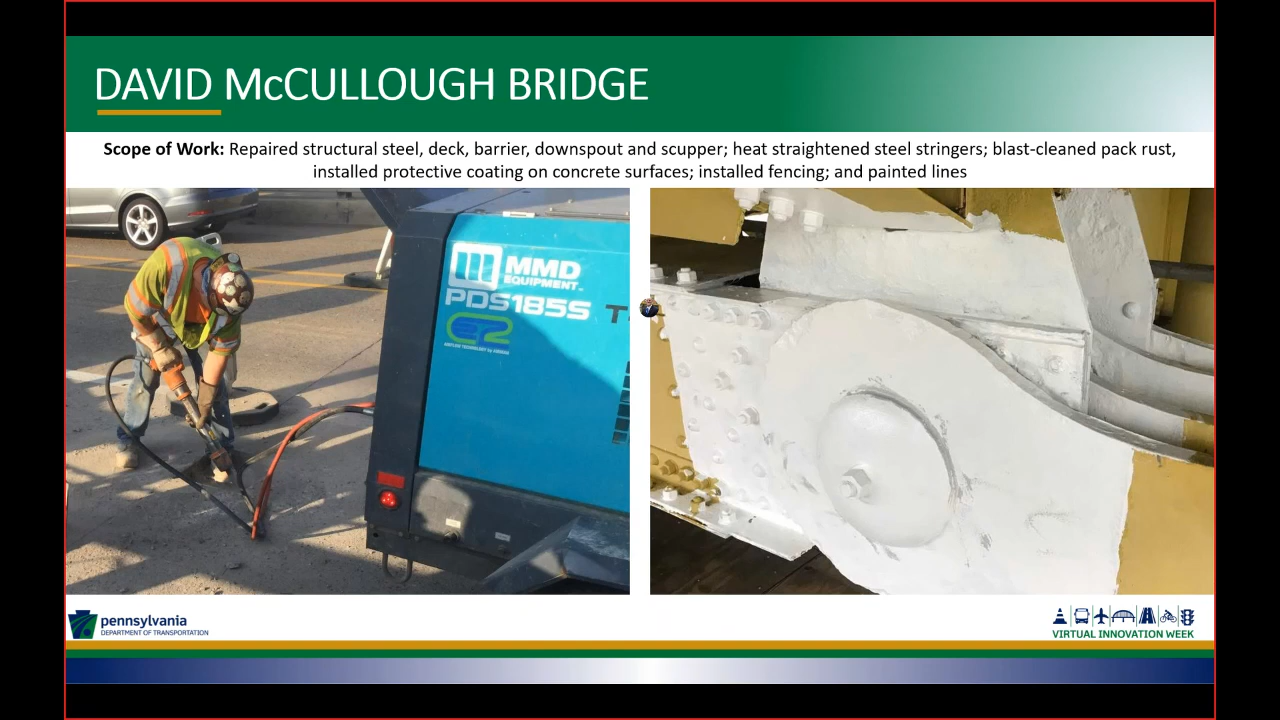 DAVID McCULLOUGH BRIDGE
Scope of Work: Repaired structural steel, deck, barrier, downspout and scupper; heat straightened steel stringers; blast-cleaned pack rust,
installed protective coating on concrete surfaces; installed fencing; and painted lines
MMD
EQUIPMENT
PDS185S
pennsylvania
DEPARTMENT OF TRANSPORTATION
VIRTUAL INNOVATION WEEK